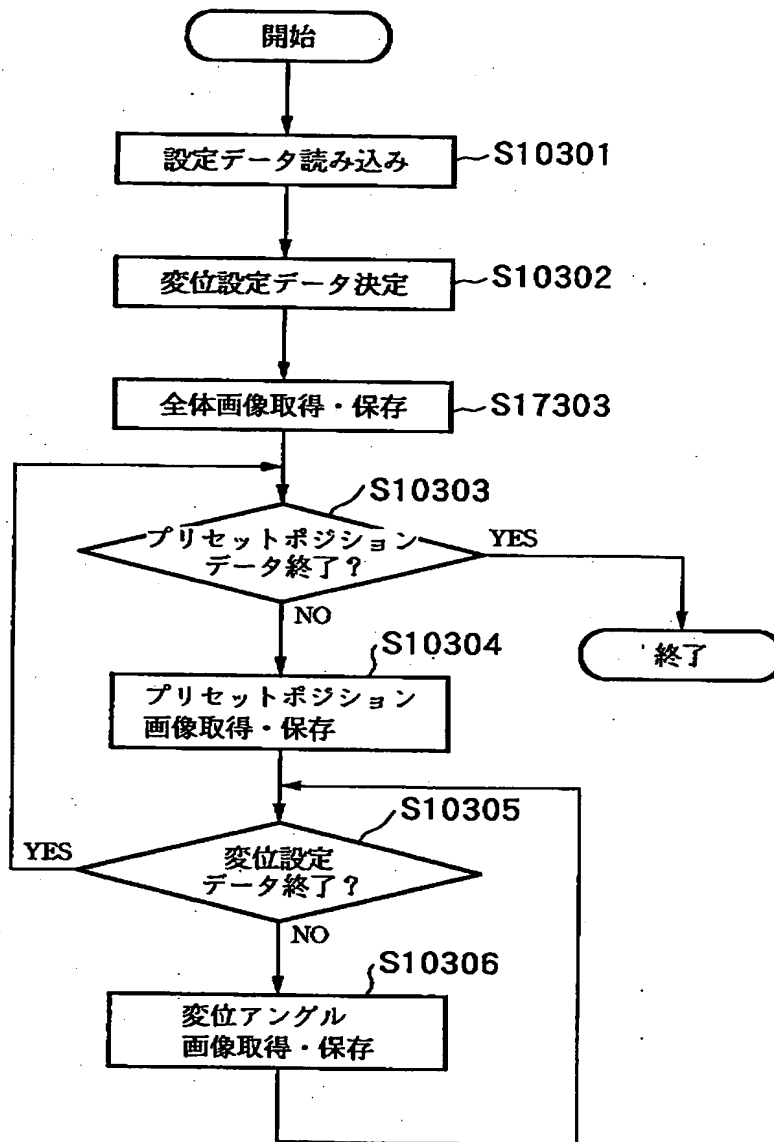 開始
設定データ読み込み
S10301
変位設定データ決定
S10302
全体画像取得・保存
S17303
S10303
プリセットポジション
データ終了?
YES
NO
終了
S10304
プリセットポジション
画像取得・保存
S10305
YES
変位設定
データ終了?
NO
S10306
変位アングル
画像取得・保存